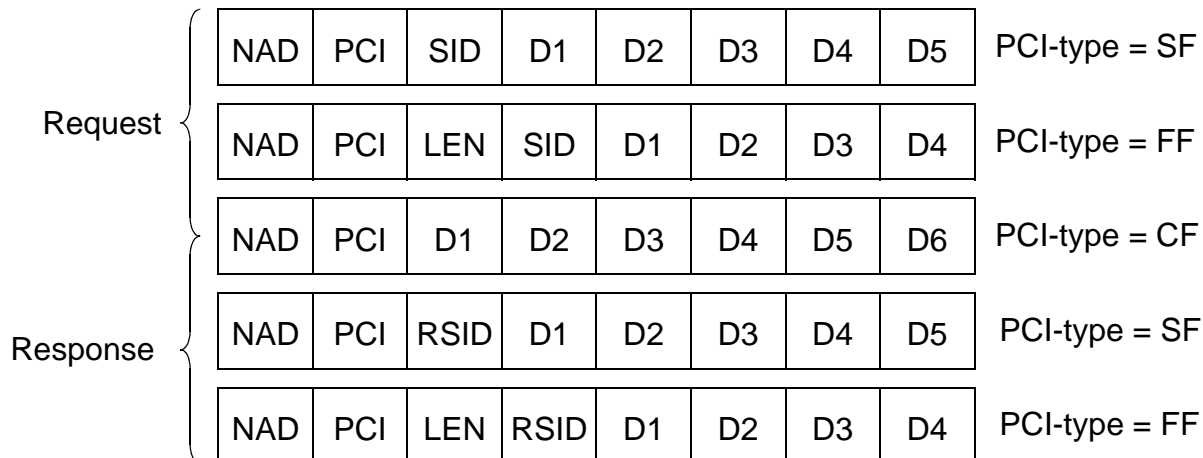 NAD PCI SID D1 D2 D3 D4 D5 PCI-type = SF
Request
NAD PCI LEN SID D1 D2 D3 D4 PCI-type = FF
NAD PCI D1 D2 D3 D4 D5 D6 PCI-type = CF
NAD PCI RSID D1 D2 D3 D4 D5 PCI-type = SF
Response
NAD PCI LEN RSID D1 D2 D3 D4 PCI-type = FF